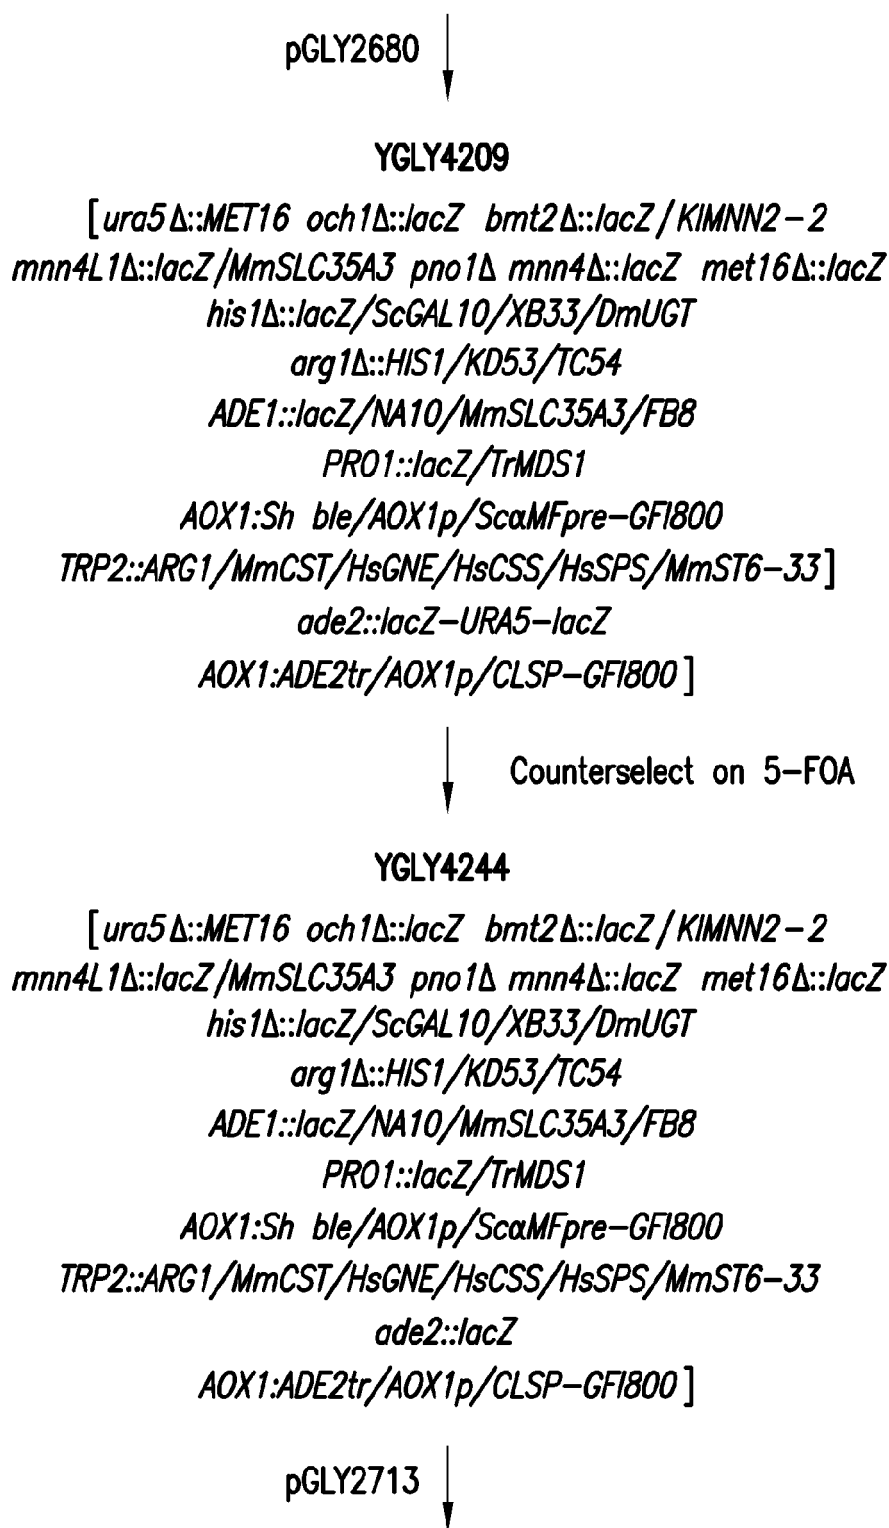 pGLY2680
YGLY4209
[ura5Δ::MET16 och1Δ::lacZ bmt2Δ::lacZ/KlMNN2-2
mnn4L1Δ::lacZ/MmSLC35A3 pno1Δ mnn4Δ::lacZ met16Δ::lacZ
his1Δ::lacZ/ScGAL10/XB33/DmUGT
arg1Δ::HIS1/KD53/TC54
ADE1::lacZ/NA10/MmSLC35A3/FB8
PRO1::lacZ/TrMDS1
AOX1:Sh ble/AOX1p/ScαMFpre-GFI800
TRP2::ARG1/MmCST/HsGNE/HsCSS/HsSPS/MmST6-33]
ade2::lacZ-URA5-lacZ
AOX1:ADE2tr/AOX1p/CLSP-GFI800]
Counterselect on 5-FOA
YGLY4244
[ura5Δ::MET16 och1Δ::lacZ bmt2Δ::lacZ/KlMNN2-2
mnn4L1Δ::lacZ/MmSLC35A3 pno1Δ mnn4Δ::lacZ met16Δ::lacZ
his1Δ::lacZ/ScGAL10/XB33/DmUGT
arg1Δ::HIS1/KD53/TC54
ADE1::lacZ/NA10/MmSLC35A3/FB8
PRO1::lacZ/TrMDS1
AOX1:Sh ble/AOX1p/ScαMFpre-GFI800
TRP2::ARG1/MmCST/HsGNE/HsCSS/HsSPS/MmST6-33
ade2::lacZ
AOX1:ADE2tr/AOX1p/CLSP-GFI800]
pGLY2713